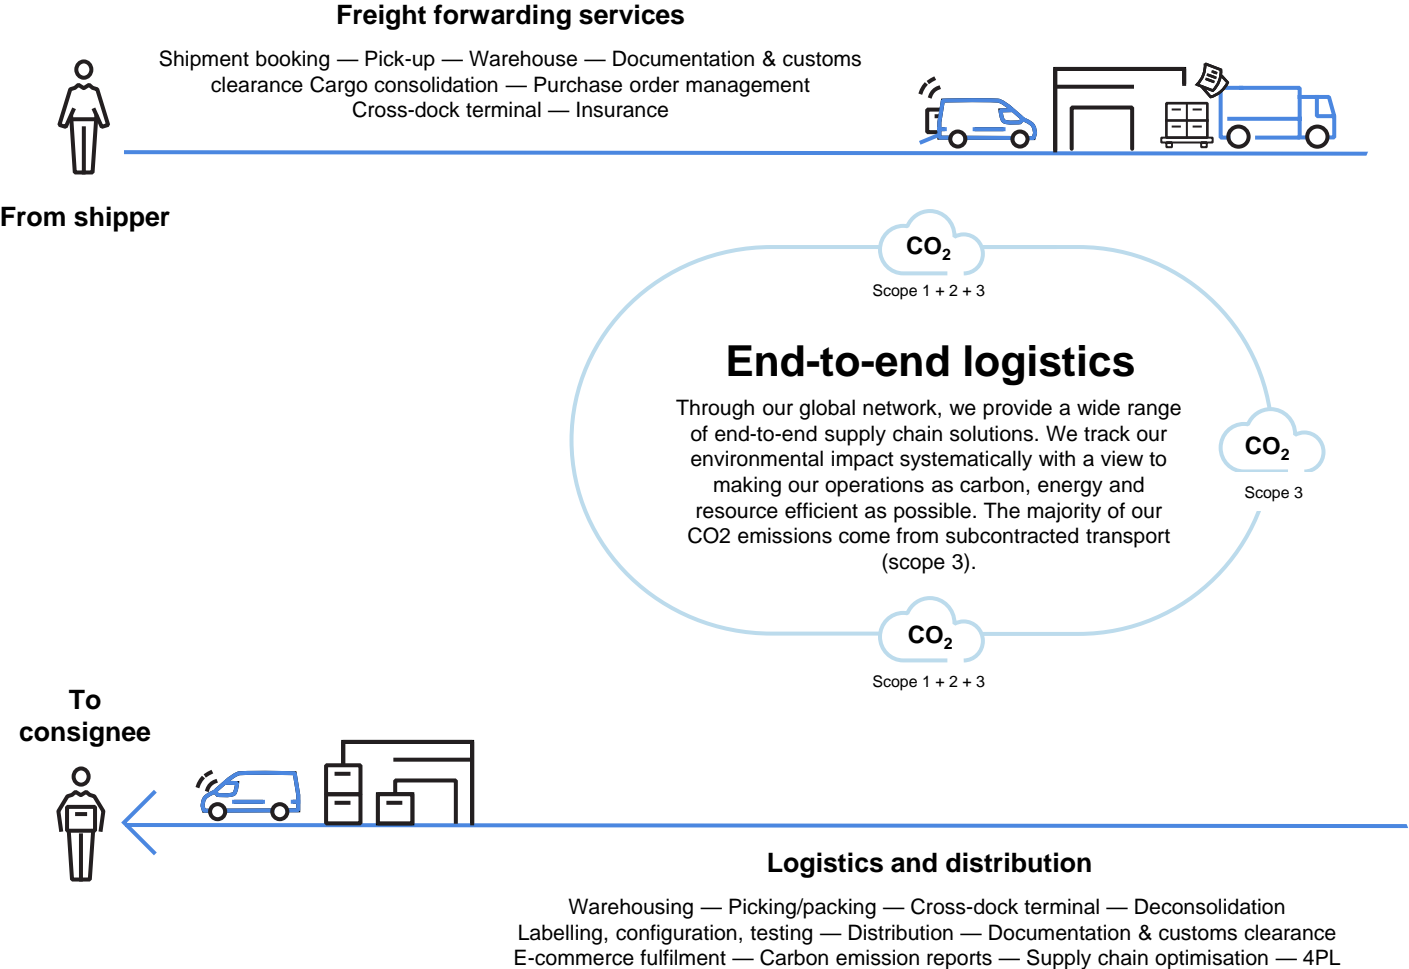 Freight forwarding services
Shipment booking — Pick-up — Warehouse — Documentation & customs
clearance Cargo consolidation — Purchase order management
Cross-dock terminal — Insurance
From shipper
CO₂
Scope 1 + 2 + 3
End-to-end logistics
Through our global network, we provide a wide range
of end-to-end supply chain solutions. We track our
environmental impact systematically with a view to
making our operations as carbon, energy and
resource efficient as possible. The majority of our
CO2 emissions come from subcontracted transport
(scope 3).
CO₂
Scope 3
CO₂
Scope 1 + 2 + 3
To
consignee
Logistics and distribution
Warehousing — Picking/packing — Cross-dock terminal — Deconsolidation
Labelling, configuration, testing — Distribution — Documentation & customs clearance
E-commerce fulfilment — Carbon emission reports — Supply chain optimisation — 4PL